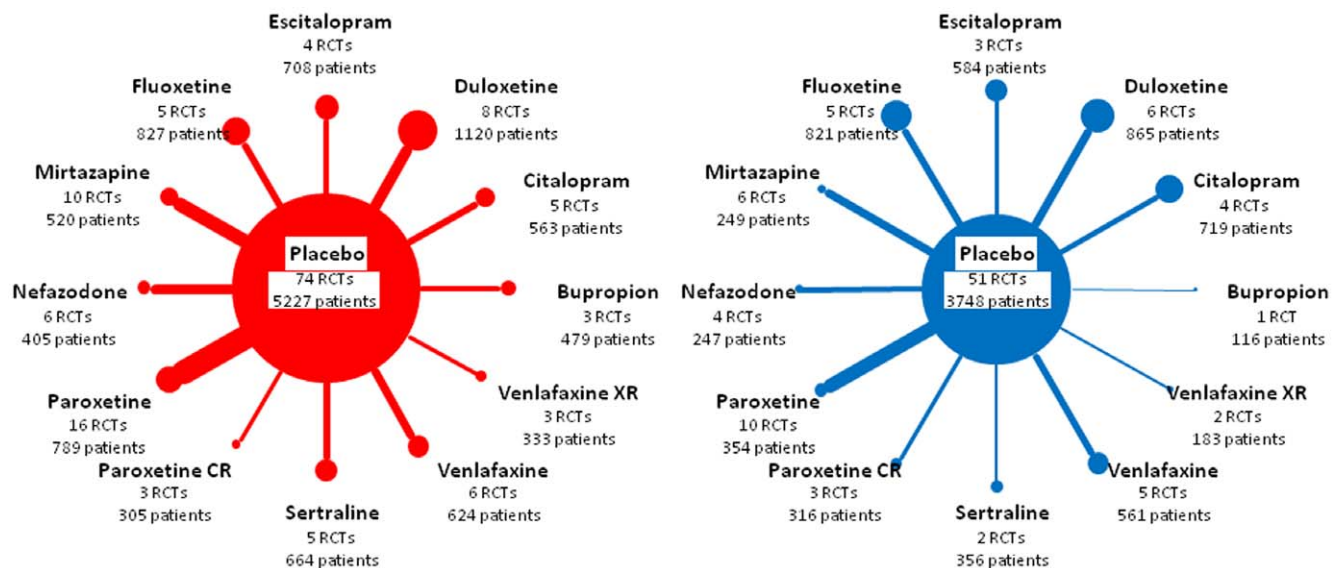 Escitalopram
4 RCTs
708 patients
Fluoxetine
5 RCTs
827 patients
Duloxetine
8 RCTs
1120 patients
Mirtazapine
10 RCTs
520 patients
Citalopram
5 RCTs
563 patients
Placebo
74 RCTs
5227 patients
Nefazodone
6 RCTs
405 patients
Bupropion
3 RCTs
479 patients
Paroxetine
16 RCTs
789 patients
Venlafaxine XR
3 RCTs
333 patients
Paroxetine CR
3 RCTs
305 patients
Venlafaxine
6 RCTs
624 patients
Sertraline
5 RCTs
664 patients
Escitalopram
3 RCTs
584 patients
Fluoxetine
5 RCTs
821 patients
Duloxetine
6 RCTs
865 patients
Mirtazapine
6 RCTs
249 patients
Citalopram
4 RCTs
719 patients
Placebo
51 RCTs
3748 patients
Nefazodone
4 RCTs
247 patients
Bupropion
1 RCT
116 patients
Paroxetine
10 RCTs
354 patients
Venlafaxine XR
2 RCTs
183 patients
Paroxetine CR
3 RCTs
316 patients
Venlafaxine
5 RCTs
561 patients
Sertraline
2 RCTs
356 patients